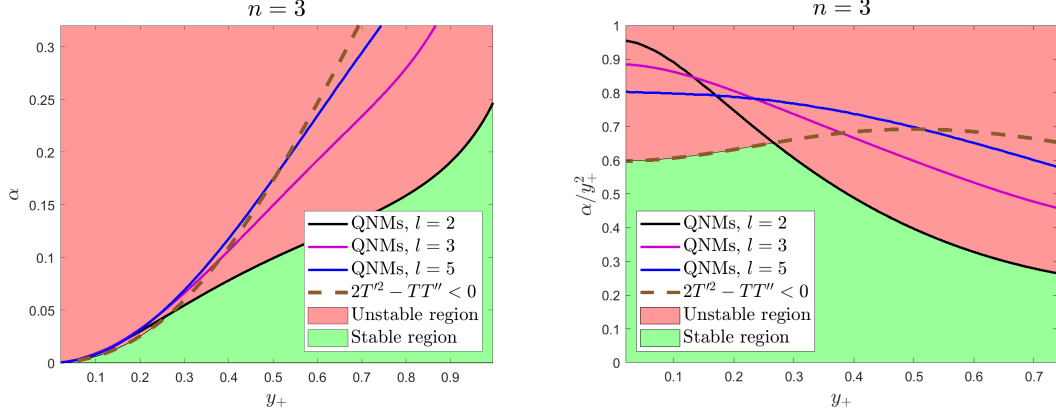 n = 3
0.3
0.25
0.2
0.15
0.1
0.05
0
α
0.1 0.2 0.3 0.4 0.5 0.6 0.7 0.8 0.9
y₊
QNMs, l = 2
QNMs, l = 3
QNMs, l = 5
2T′² − TT″ < 0
Unstable region
Stable region
n = 3
1
0.9
0.8
0.7
0.6
0.5
0.4
0.3
0.2
0.1
0
α/y₊²
0.1 0.2 0.3 0.4 0.5 0.6 0.7
y₊
QNMs, l = 2
QNMs, l = 3
QNMs, l = 5
2T′² − TT″ < 0
Unstable region
Stable region